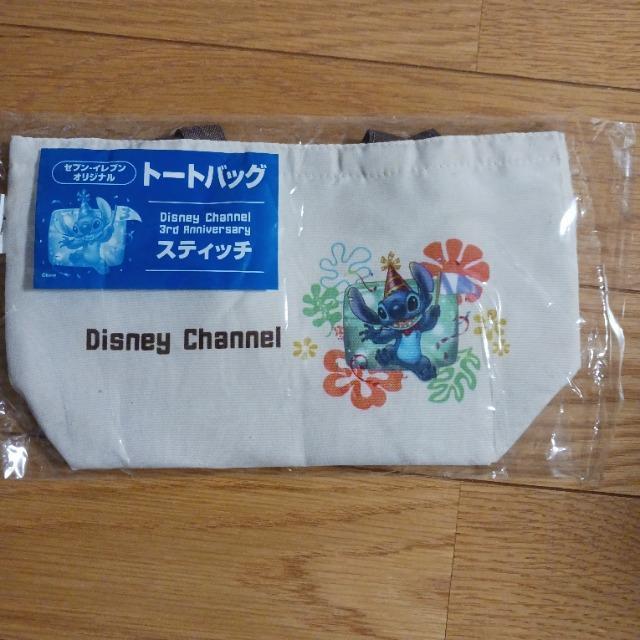 セブン-イレブン
オリジナル
トートバッグ
Disney Channel
3rd Anniversary
スティッチ
©Disney
Disney Channel